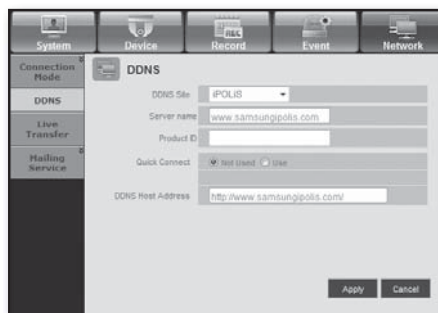 System Device Record Event Network
Connection
Mode
DDNS
Live
Transfer
Mailing
Service
DDNS
DDNS Site iPOLiS
Server name www.samsungipolis.com
Product ID
Quick Connect Not Used Use
DDNS Host Address http://www.samsungipolis.com/
Apply Cancel